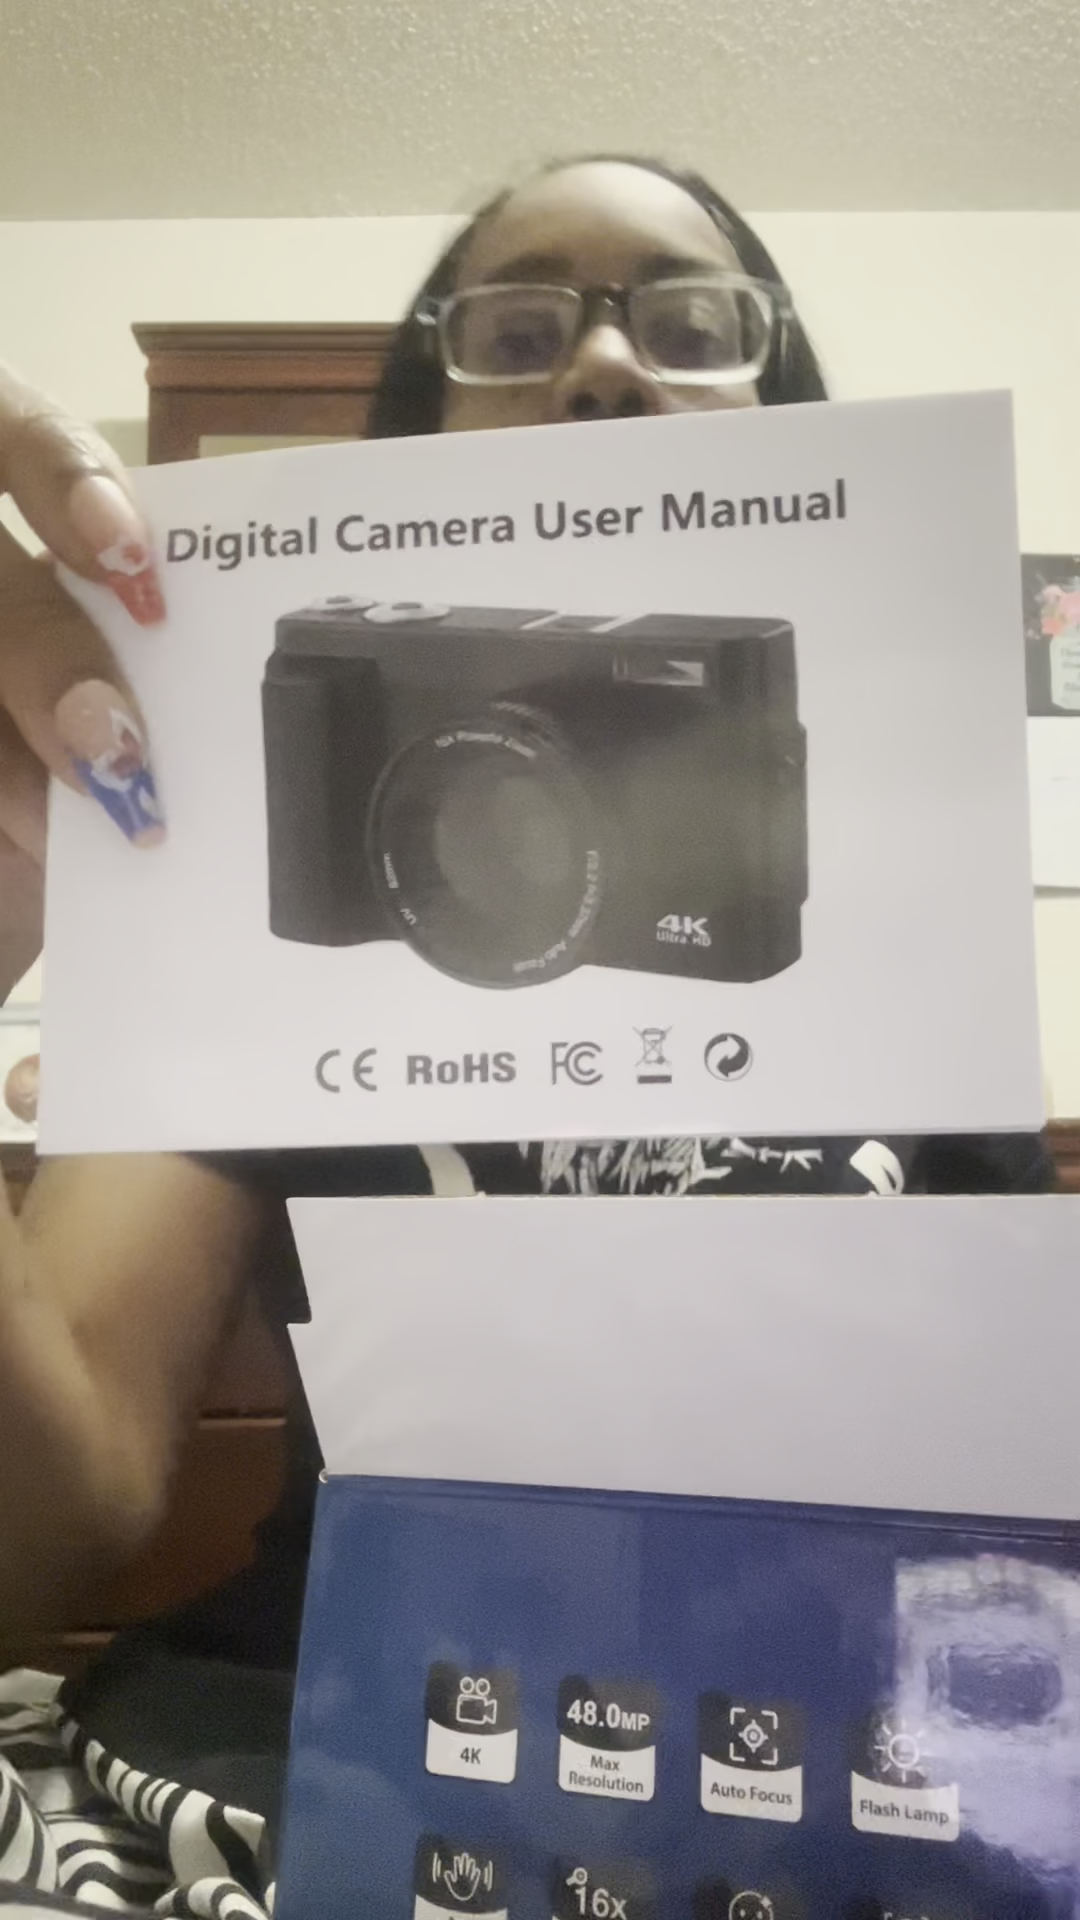 Digital Camera User Manual
UV
4K
Ultra HD
CE RoHS FC
4K
48.0MP
Max
Resolution
Auto Focus
Flash Lamp
16x